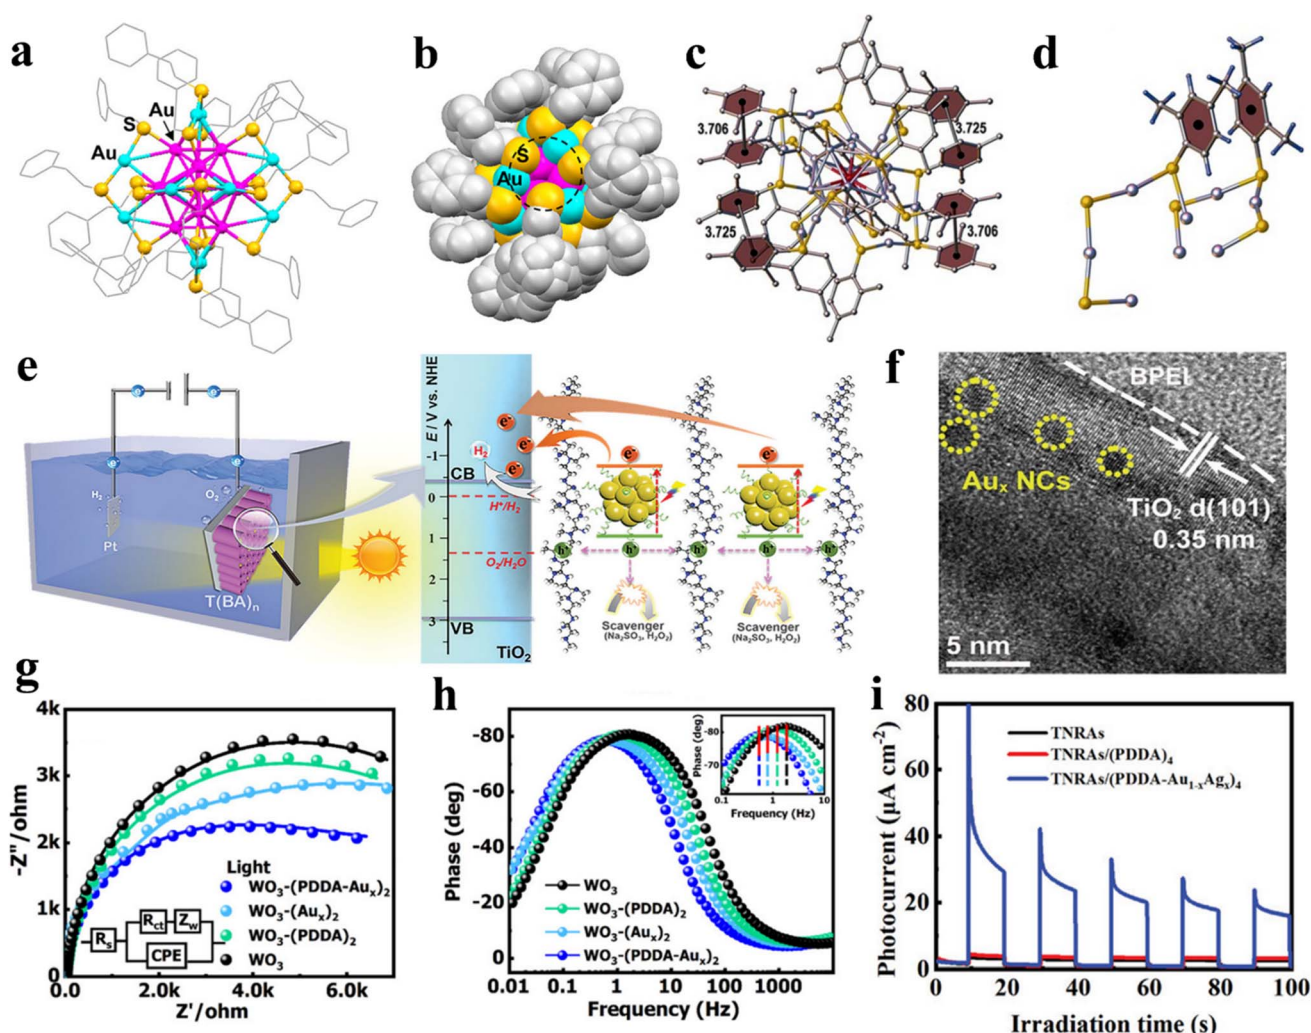 a
Au
S
Au
b
S
Au
c
3.706
3.725
3.725
3.706
d
e
e⁻
e⁻
e⁻
e⁻
H₂
O₂
Pt
T(BA)ₙ
E / V vs. NHE
-1
0
1
2
3
CB
VB
H₂
H⁺/H₂
O₂/H₂O
TiO₂
e⁻
e⁻
e⁻
e⁻
e⁻
h⁺
h⁺
h⁺
h⁺
h⁺
Scavenger
(Na₂SO₃, H₂O₂)
Scavenger
(Na₂SO₃, H₂O₂)
f
BPEI
Auₓ NCs
TiO₂ d(101)
0.35 nm
5 nm
g
-Z''/ohm
4k
3k
2k
1k
0
0.0
2.0k
4.0k
6.0k
Z'/ohm
Light
WO₃-(PDDA-Auₓ)₂
WO₃-(Auₓ)₂
WO₃-(PDDA)₂
WO₃
Rₛ
R_ct
Z_w
CPE
h
Phase (deg)
-80
-60
-40
-20
0
0.01
0.1
1
10
100
1000
Frequency (Hz)
WO₃
WO₃-(PDDA)₂
WO₃-(Auₓ)₂
WO₃-(PDDA-Auₓ)₂
Phase (deg)
-80
-70
0.1
1
10
Frequency (Hz)
i
Photocurrent (µA cm⁻²)
80
60
40
20
0
0
20
40
60
80
100
Irradiation time (s)
TNRAs
TNRAs/(PDDA)₄
TNRAs/(PDDA-Au₁₋ₓAgₓ)₄